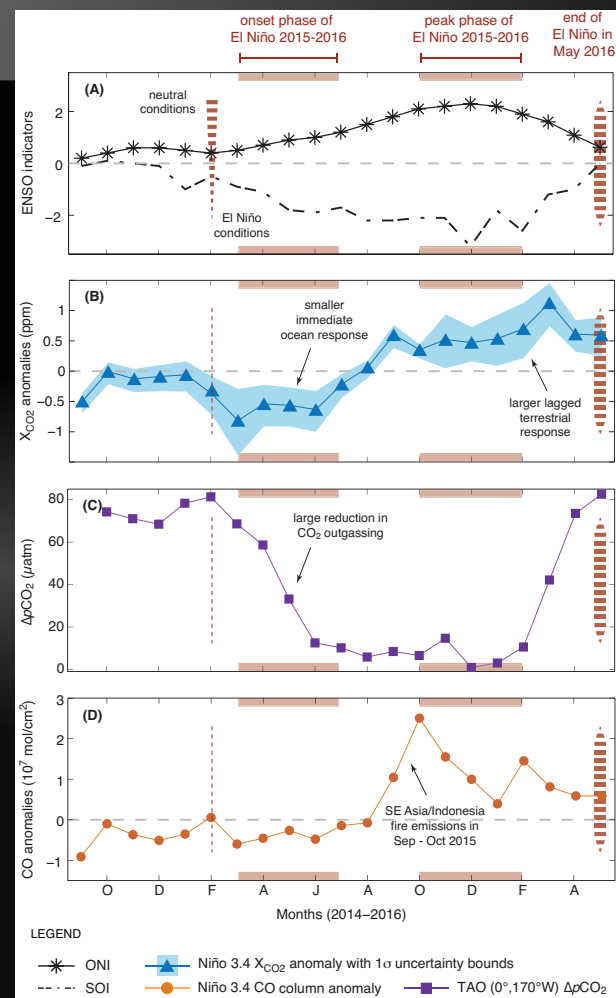 onset phase of
El Niño 2015-2016
peak phase of
El Niño 2015-2016
end of
El Niño in
May 2016
(A)
neutral
conditions
El Niño
conditions
ENSO indicators
2
0
−2
(B)
smaller
immediate
ocean response
larger lagged
terrestrial
response
XCO2 anomalies (ppm)
1
0.5
0
−0.5
−1
(C)
large reduction in
CO2 outgassing
ΔpCO2 (μatm)
80
60
40
20
0
(D)
SE Asia/Indonesia
fire emissions in
Sep - Oct 2015
CO anomalies (10^7 mol/cm^2)
3
2
1
0
−1
O D F A J A O D F A
Months (2014−2016)
LEGEND
ONI
Niño 3.4 XCO2 anomaly with 1σ uncertainty bounds
SOI
Niño 3.4 CO column anomaly
TAO (0°,170°W) ΔpCO2